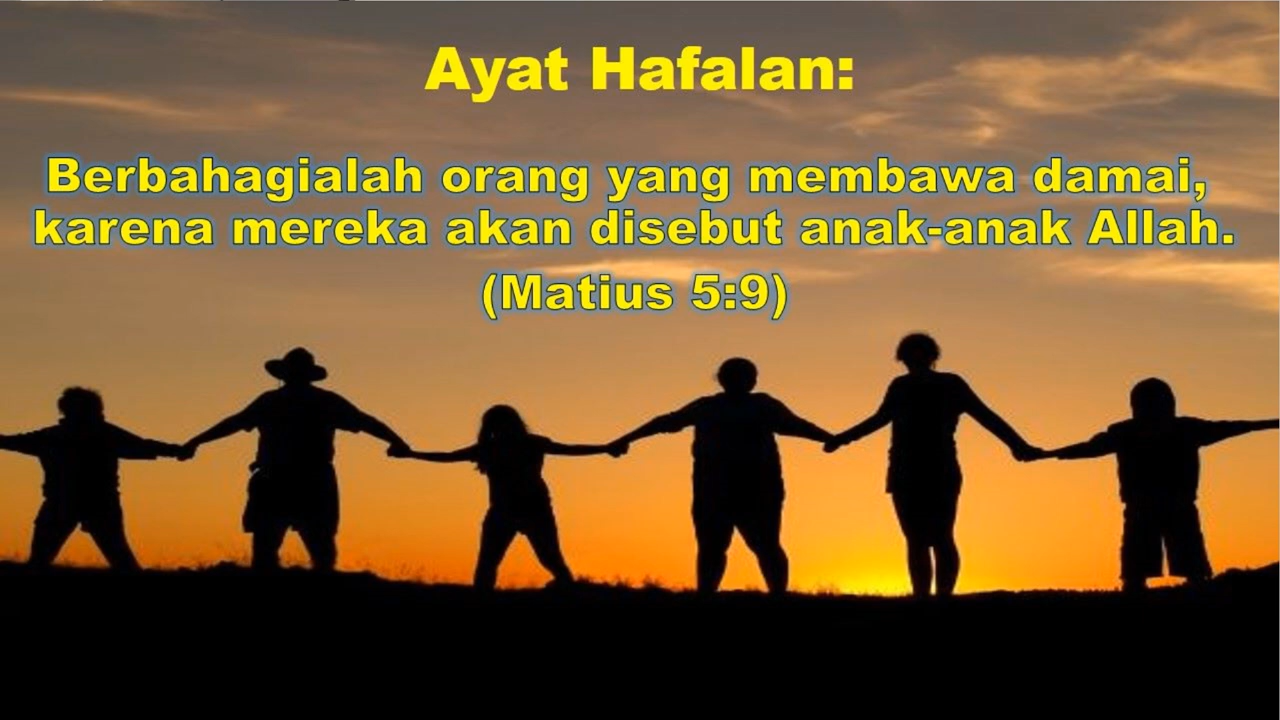 Ayat Hafalan:
Berbahagialah orang yang membawa damai,
karena mereka akan disebut anak-anak Allah.
(Matius 5:9)